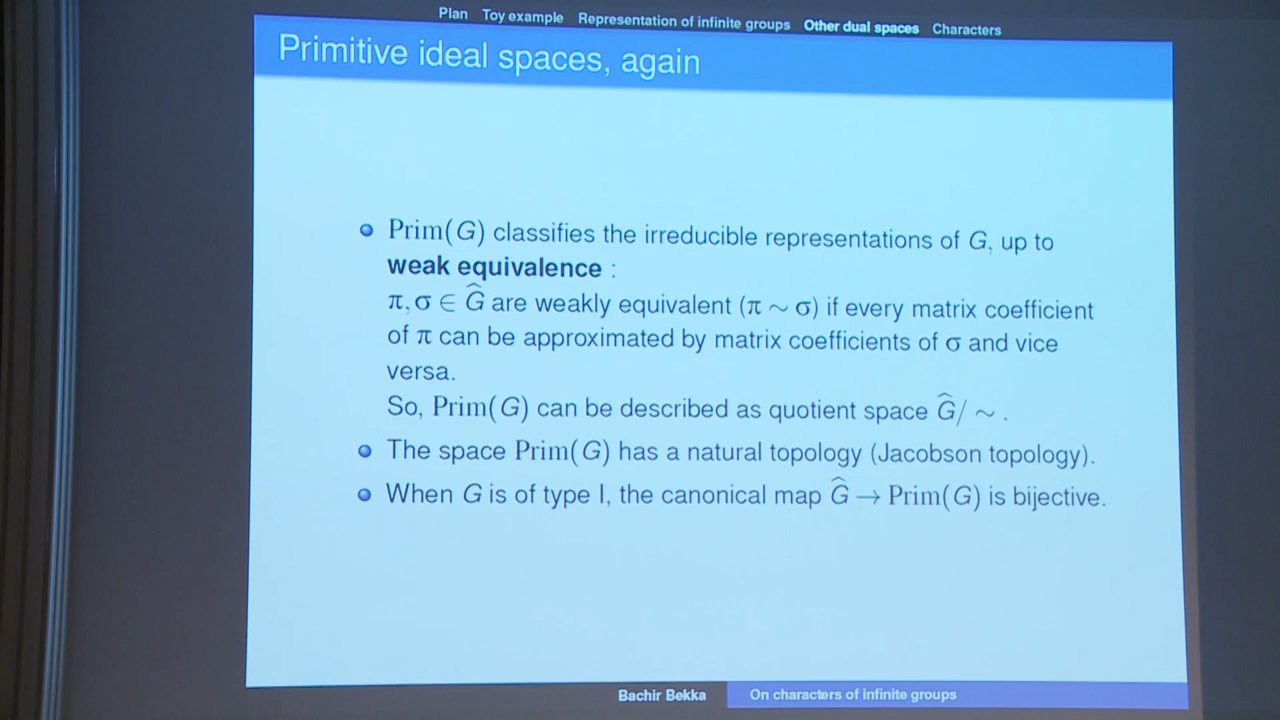 Plan Toy example Representation of infinite groups Other dual spaces Characters
Primitive ideal spaces, again
Prim(G) classifies the irreducible representations of G, up to
weak equivalence :
π, σ ∈ Ĝ are weakly equivalent (π ∼ σ) if every matrix coefficient
of π can be approximated by matrix coefficients of σ and vice
versa.
So, Prim(G) can be described as quotient space Ĝ/ ∼ .
The space Prim(G) has a natural topology (Jacobson topology).
When G is of type I, the canonical map Ĝ → Prim(G) is bijective.
Bachir Bekka On characters of infinite groups